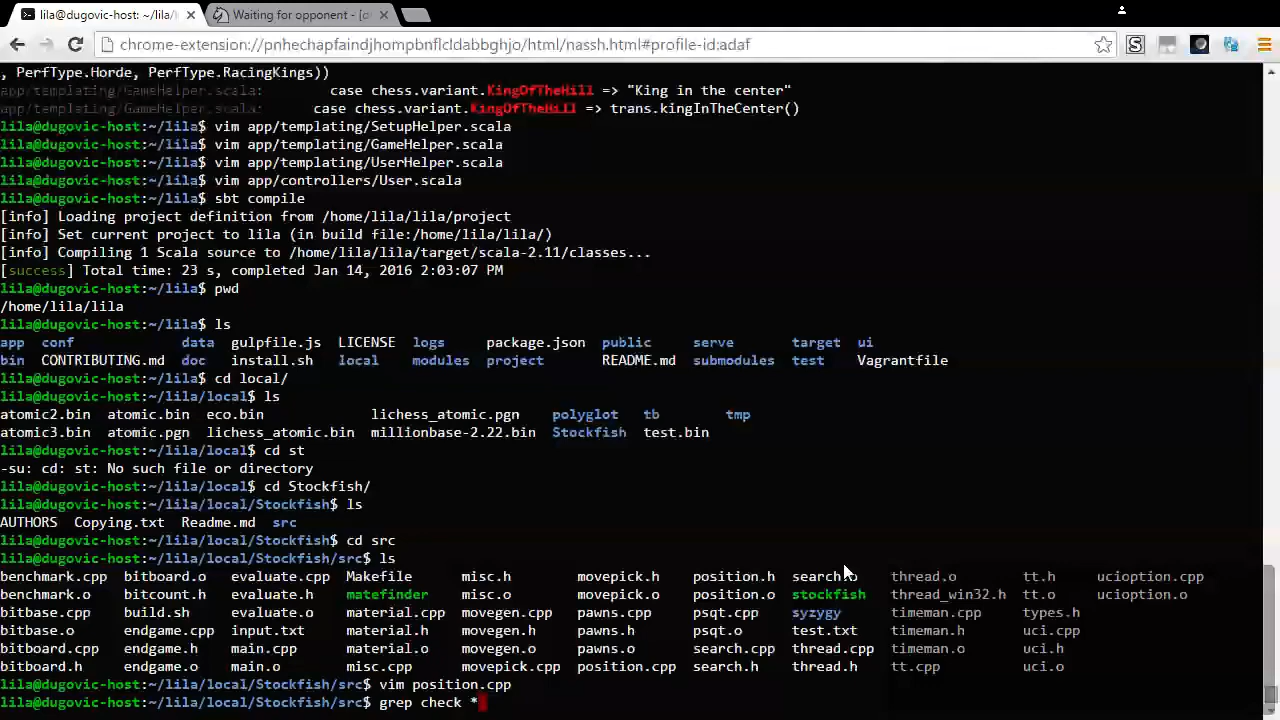 lila@dugovic-host: ~/lila/l
Waiting for opponent - [d
chrome-extension://pnhechapfaindjhompbnflcldabbghjo/html/nassh.html#profile-id:adaf
, PerfType.Horde, PerfType.RacingKings))
app/templating/GameHelper.scala:        case chess.variant.KingOfTheHill => "King in the center"
app/templating/GameHelper.scala:      case chess.variant.KingOfTheHill => trans.kingInTheCenter()
lila@dugovic-host:~/lila$ vim app/templating/SetupHelper.scala
lila@dugovic-host:~/lila$ vim app/templating/GameHelper.scala
lila@dugovic-host:~/lila$ vim app/templating/UserHelper.scala
lila@dugovic-host:~/lila$ vim app/controllers/User.scala
lila@dugovic-host:~/lila$ sbt compile
[info] Loading project definition from /home/lila/lila/project
[info] Set current project to lila (in build file:/home/lila/lila/)
[info] Compiling 1 Scala source to /home/lila/lila/target/scala-2.11/classes...
[success] Total time: 23 s, completed Jan 14, 2016 2:03:07 PM
lila@dugovic-host:~/lila$ pwd
/home/lila/lila
lila@dugovic-host:~/lila$ ls
app conf data gulpfile.js LICENSE logs package.json public serve target ui
bin CONTRIBUTING.md doc install.sh local modules project README.md submodules test Vagrantfile
lila@dugovic-host:~/lila$ cd local/
lila@dugovic-host:~/lila/local$ ls
atomic2.bin atomic.bin eco.bin lichess_atomic.pgn polyglot tb tmp
atomic3.bin atomic.pgn lichess_atomic.bin millionbase-2.22.bin Stockfish test.bin
lila@dugovic-host:~/lila/local$ cd st
-su: cd: st: No such file or directory
lila@dugovic-host:~/lila/local$ cd Stockfish/
lila@dugovic-host:~/lila/local/Stockfish$ ls
AUTHORS Copying.txt Readme.md src
lila@dugovic-host:~/lila/local/Stockfish$ cd src
lila@dugovic-host:~/lila/local/Stockfish/src$ ls
benchmark.cpp bitboard.o evaluate.cpp Makefile misc.h movepick.h position.h search.o thread.o tt.h ucioption.cpp
benchmark.o bitcount.h evaluate.h matefinder misc.o movepick.o position.o stockfish thread_win32.h tt.o ucioption.o
bitbase.cpp build.sh evaluate.o material.cpp movegen.cpp pawns.cpp psqt.cpp syzygy timeman.cpp types.h
bitbase.o endgame.cpp input.txt material.h movegen.h pawns.h psqt.o test.txt timeman.h uci.cpp
bitboard.cpp endgame.h main.cpp material.o movegen.o pawns.o search.cpp thread.cpp timeman.o uci.h
bitboard.h endgame.o main.o misc.cpp movepick.cpp position.cpp search.h thread.h tt.cpp uci.o
lila@dugovic-host:~/lila/local/Stockfish/src$ vim position.cpp
lila@dugovic-host:~/lila/local/Stockfish/src$ grep check *